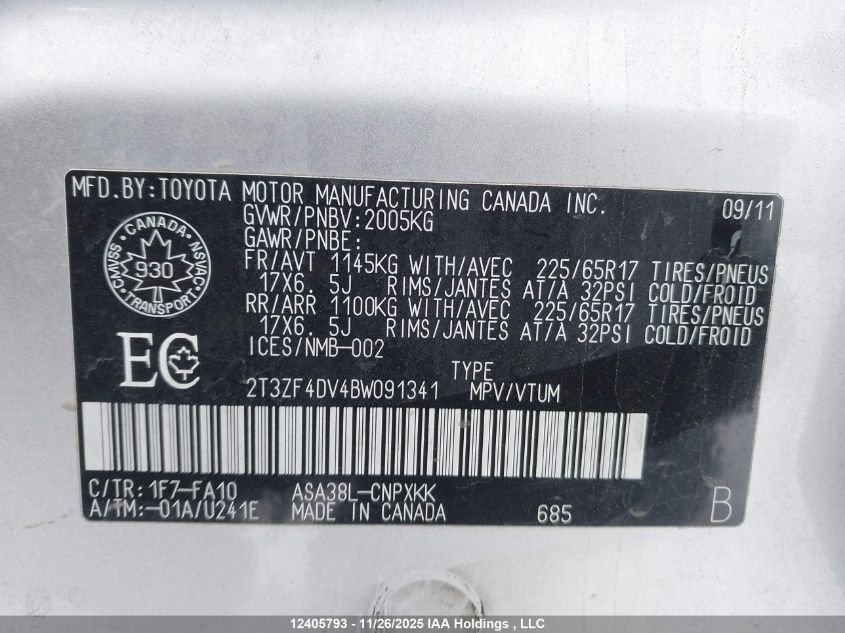 MFD.BY:TOYOTA MOTOR MANUFACTURING CANADA INC. 09/11
GVWR/PNBV:2005KG
GAWR/PNBE:
FR/AVT 1145KG WITH/AVEC 225/65R17 TIRES/PNEUS
17X6.5J RIMS/JANTES AT/A 32PSI COLD/FROID
RR/ARR 1100KG WITH/AVEC 225/65R17 TIRES/PNEUS
17X6.5J RIMS/JANTES AT/A 32PSI COLD/FROID
ICES/NMB-002
CANADA
CMVSS 930 NSVAC
TRANSPORT
EC
TYPE
2T3ZF4DV4BW091341 MPV/VTUM
C/TR: 1F7-FA10 ASA38L-CNPXKK
A/TM:-01A/U241E MADE IN CANADA 685 B
12405793 - 11/26/2025 IAA Holdings , LLC